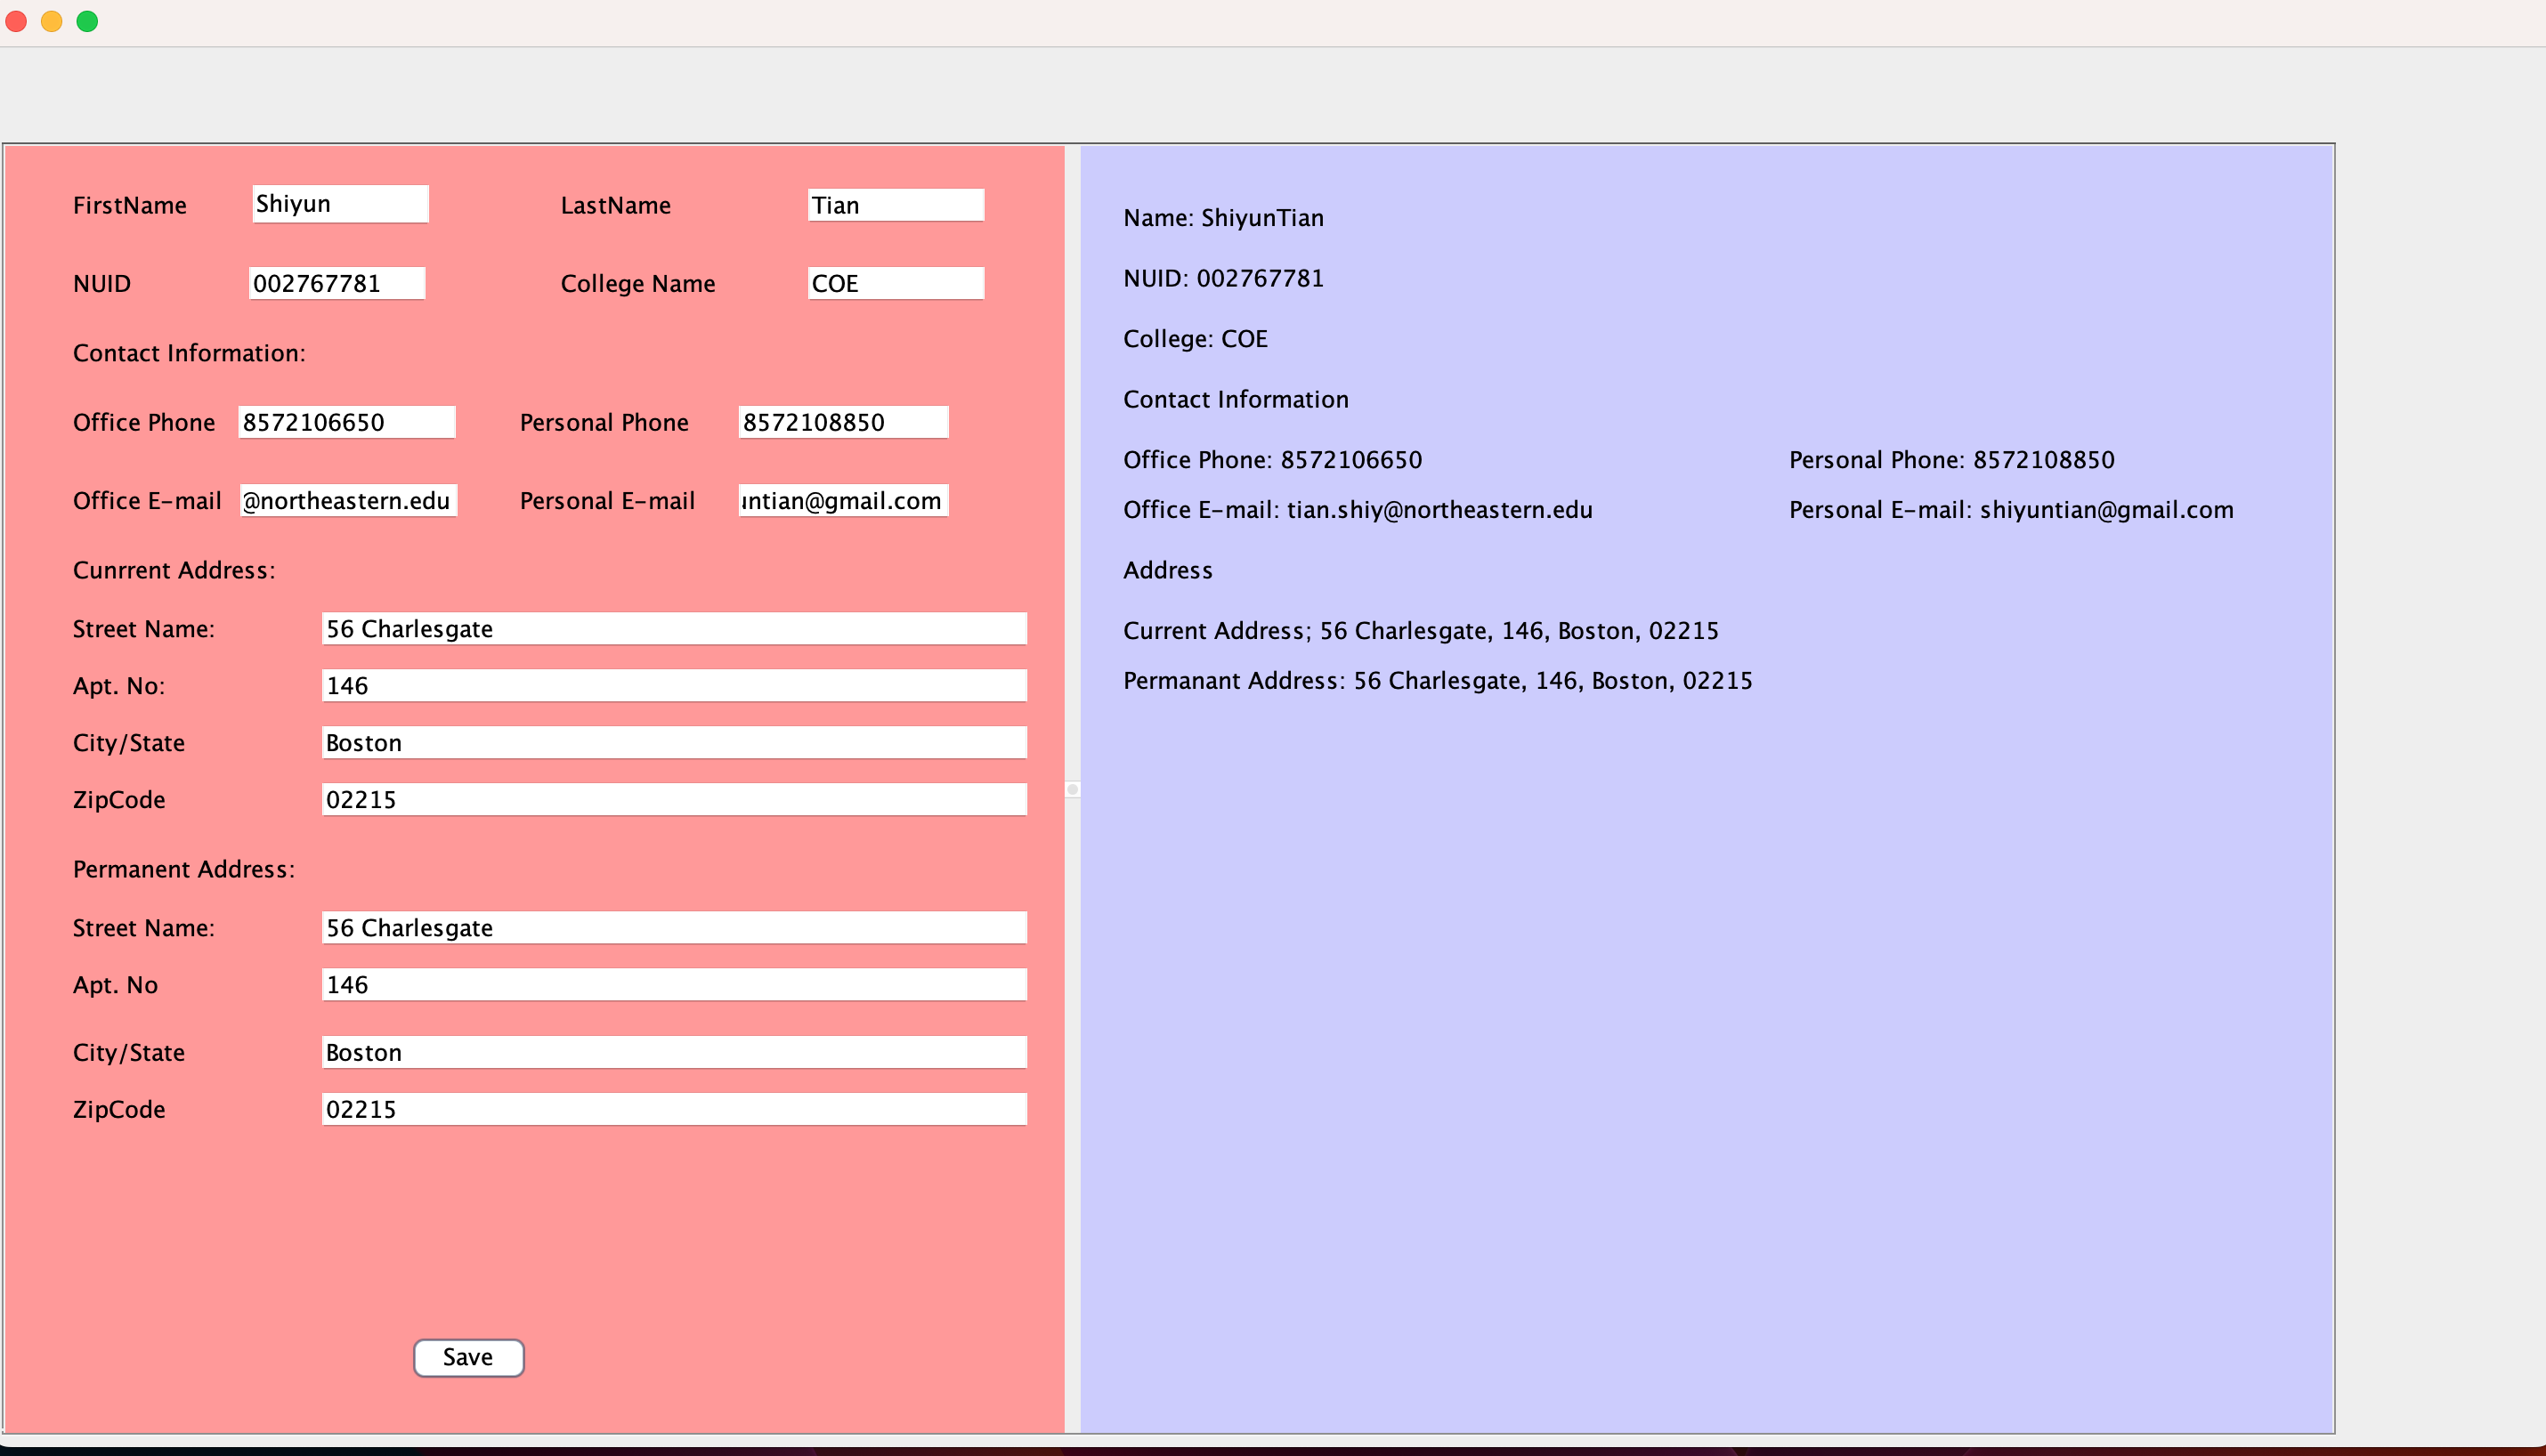 FirstName Shiyun LastName Tian
NUID 002767781 College Name COE
Contact Information:
Office Phone 8572106650 Personal Phone 8572108850
Office E-mail @northeastern.edu Personal E-mail ntian@gmail.com
Cunrrent Address:
Street Name: 56 Charlesgate
Apt. No: 146
City/State Boston
ZipCode 02215
Permanent Address:
Street Name: 56 Charlesgate
Apt. No 146
City/State Boston
ZipCode 02215
Save
Name: ShiyunTian
NUID: 002767781
College: COE
Contact Information
Office Phone: 8572106650 Personal Phone: 8572108850
Office E-mail: tian.shiy@northeastern.edu Personal E-mail: shiyuntian@gmail.com
Address
Current Address; 56 Charlesgate, 146, Boston, 02215
Permanant Address: 56 Charlesgate, 146, Boston, 02215